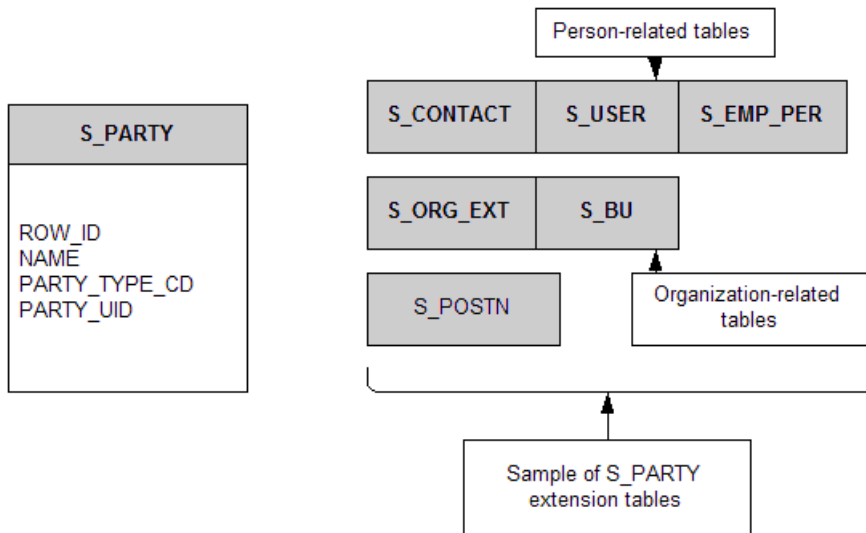 Person-related tables
S_PARTY
ROW_ID
NAME
PARTY_TYPE_CD
PARTY_UID
S_CONTACT
S_USER
S_EMP_PER
S_ORG_EXT
S_BU
S_POSTN
Organization-related
tables
Sample of S_PARTY
extension tables